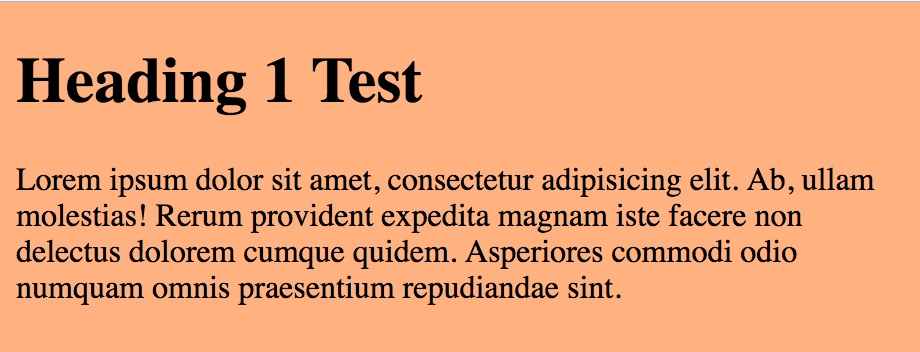 Heading 1 Test
Lorem ipsum dolor sit amet, consectetur adipisicing elit. Ab, ullam
molestias! Rerum provident expedita magnam iste facere non
delectus dolorem cumque quidem. Asperiores commodi odio
numquam omnis praesentium repudiandae sint.